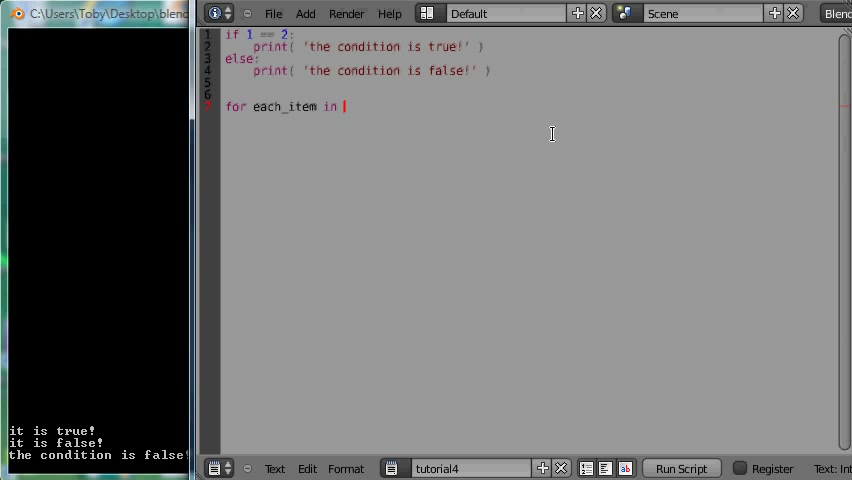 C:\Users\Toby\Desktop\blend
File Add Render Help Default Scene Blend
1 if 1 == 2:
2 print( 'the condition is true!' )
3 else:
4 print( 'the condition is false!' )
5
6
7 for each_item in
it is true!
it is false!
the condition is false!
Text Edit Format tutorial4 Run Script Register Text: Int